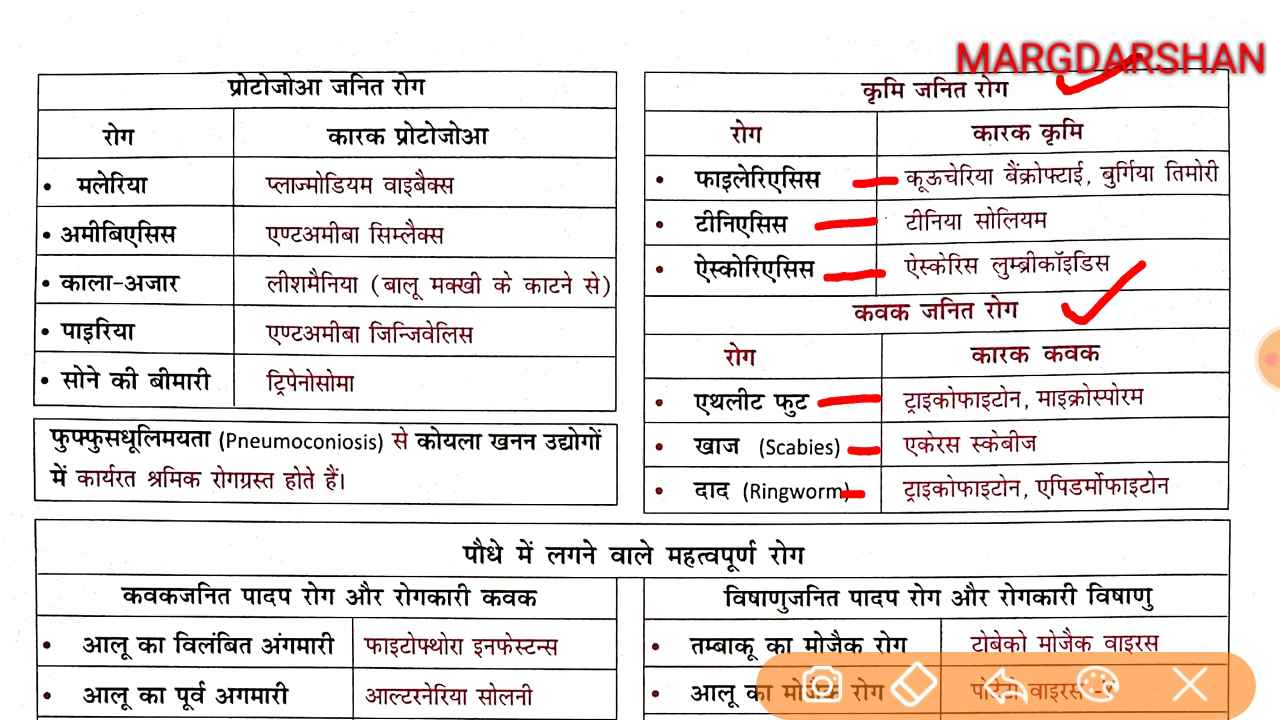 MARGDARSHAN
प्रोटोजोआ जनित रोग
रोग कारक प्रोटोजोआ
• मलेरिया प्लाज्मोडियम वाइबैक्स
• अमीबिएसिस एण्टअमीबा सिम्लैक्स
• काला-अजार लीशमैनिया (बालू मक्खी के काटने से)
• पाइरिया एण्टअमीबा जिन्जिवेलिस
• सोने की बीमारी ट्रिपेनोसोमा
फुफ्फुसधूलिमयता (Pneumoconiosis) से कोयला खनन उद्योगों
में कार्यरत श्रमिक रोगग्रस्त होते हैं।
कृमि जनित रोग
रोग कारक कृमि
• फाइलेरिएसिस कूऊचेरिया बैंक्रोफ्टाई, बुर्गिया तिमोरी
• टीनिएसिस टीनिया सोलियम
• ऐस्कोरिएसिस ऐस्केरिस लुम्ब्रीकॉइडिस
कवक जनित रोग
रोग कारक कवक
• एथलीट फुट ट्राइकोफाइटोन, माइक्रोस्पोरम
• खाज (Scabies) एकेरस स्केबीज
• दाद (Ringworm) ट्राइकोफाइटोन, एपिडर्मोफाइटोन
पौधे में लगने वाले महत्वपूर्ण रोग
कवकजनित पादप रोग और रोगकारी कवक
• आलू का विलंबित अंगमारी फाइटोफ्थोरा इनफेस्टन्स
• आलू का पूर्व अगमारी आल्टरनेरिया सोलनी
विषाणुजनित पादप रोग और रोगकारी विषाणु
• तम्बाकू का मोजैक रोग टोबेको मोजैक वाइरस
• आलू का मोजैक रोग पोटेटो वाइरस